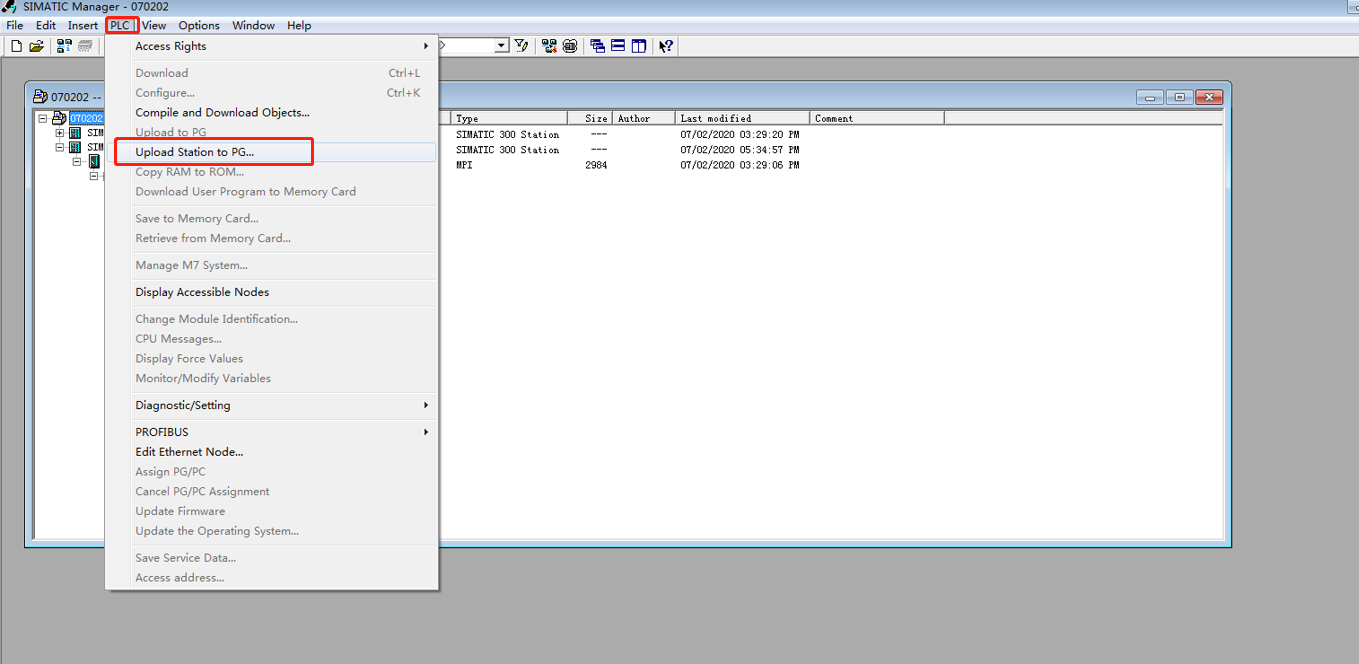 SIMATIC Manager - 070202
File Edit Insert PLC View Options Window Help
Access Rights
Download Ctrl+L
Configure... Ctrl+K
Compile and Download Objects...
Upload to PG
Upload Station to PG...
Copy RAM to ROM...
Download User Program to Memory Card
Save to Memory Card...
Retrieve from Memory Card...
Manage M7 System...
Display Accessible Nodes
Change Module Identification...
CPU Messages...
Display Force Values
Monitor/Modify Variables
Diagnostic/Setting
PROFIBUS
Edit Ethernet Node...
Assign PG/PC
Cancel PG/PC Assignment
Update Firmware
Update the Operating System...
Save Service Data...
Access address...
070202 --
070202
SIM
SIM
Type Size Author Last modified Comment
SIMATIC 300 Station --- 07/02/2020 03:29:20 PM
SIMATIC 300 Station --- 07/02/2020 05:34:57 PM
MPI 2984 07/02/2020 03:29:06 PM